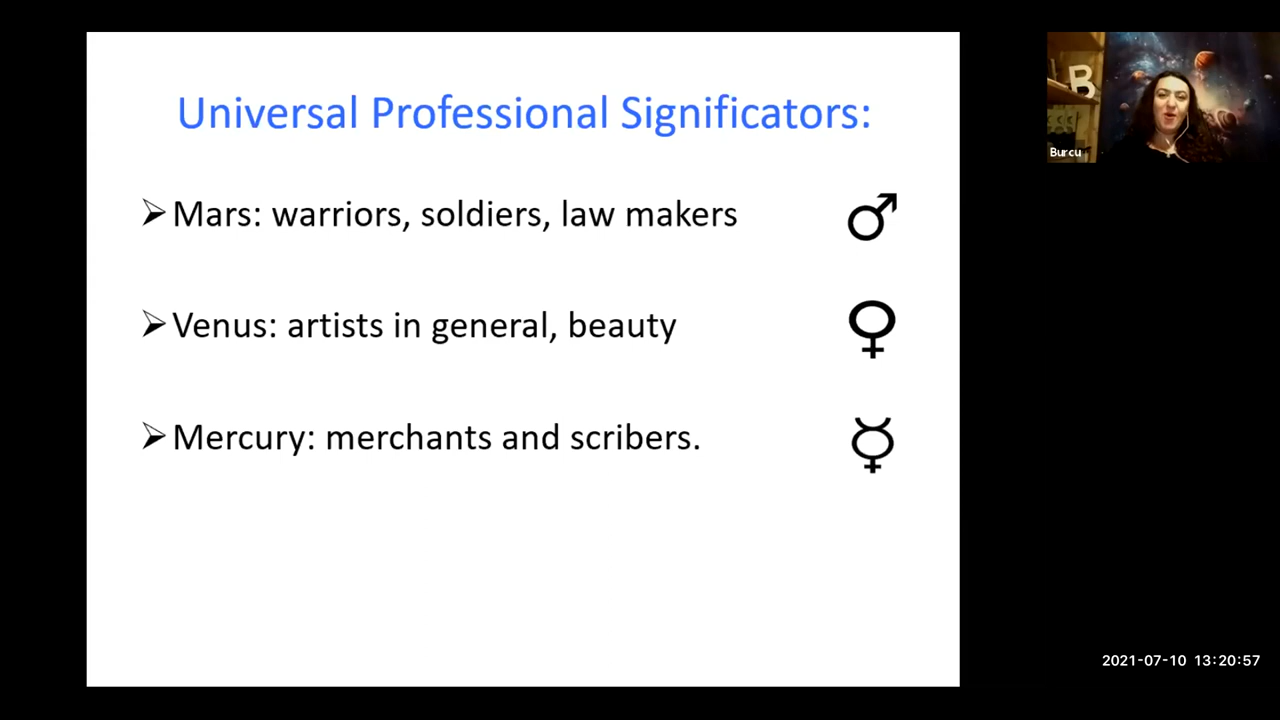 Universal Professional Significators:
Mars: warriors, soldiers, law makers
Venus: artists in general, beauty
Mercury: merchants and scribers.
B
Burcu
2021-07-10 13:20:57